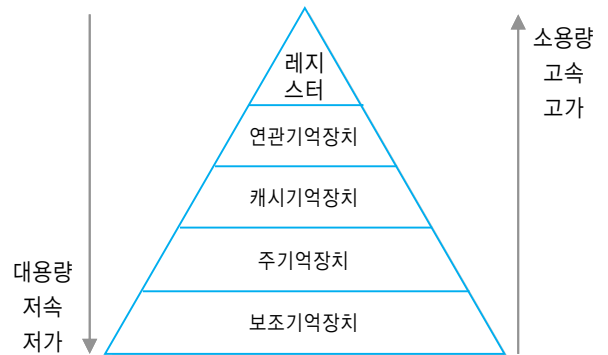 레지
스터
연관기억장치
캐시기억장치
주기억장치
보조기억장치
대용량
저속
저가
소용량
고속
고가